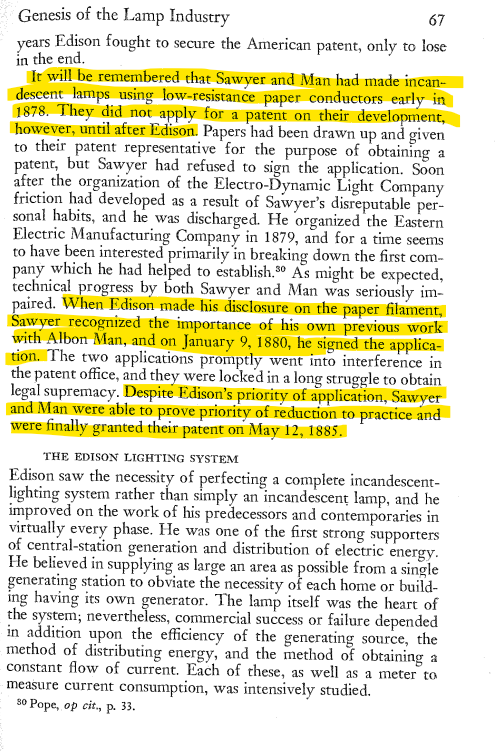 Genesis of the Lamp Industry 67
years Edison fought to secure the American patent, only to lose
in the end.
It will be remembered that Sawyer and Man had made incan-
descent lamps using low-resistance paper conductors early in
1878. They did not apply for a patent on their development,
however, until after Edison. Papers had been drawn up and given
to their patent representative for the purpose of obtaining a
patent, but Sawyer had refused to sign the application. Soon
after the organization of the Electro-Dynamic Light Company
friction had developed as a result of Sawyer's disreputable per-
sonal habits, and he was discharged. He organized the Eastern
Electric Manufacturing Company in 1879, and for a time seems
to have been interested primarily in breaking down the first com-
pany which he had helped to establish.³⁰ As might be expected,
technical progress by both Sawyer and Man was seriously im-
paired. When Edison made his disclosure on the paper filament,
Sawyer recognized the importance of his own previous work
with Albon Man, and on January 9, 1880, he signed the applica-
tion. The two applications promptly went into interference in
the patent office, and they were locked in a long struggle to obtain
legal supremacy. Despite Edison's priority of application, Sawyer
and Man were able to prove priority of reduction to practice and
were finally granted their patent on May 12, 1885.
THE EDISON LIGHTING SYSTEM
Edison saw the necessity of perfecting a complete incandescent-
lighting system rather than simply an incandescent lamp, and he
improved on the work of his predecessors and contemporaries in
virtually every phase. He was one of the first strong supporters
of central-station generation and distribution of electric energy.
He believed in supplying as large an area as possible from a single
generating station to obviate the necessity of each home or build-
ing having its own generator. The lamp itself was the heart of
the system; nevertheless, commercial success or failure depended
in addition upon the efficiency of the generating source, the
method of distributing energy, and the method of obtaining a
constant flow of current. Each of these, as well as a meter to
measure current consumption, was intensively studied.
³⁰ Pope, op cit., p. 33.